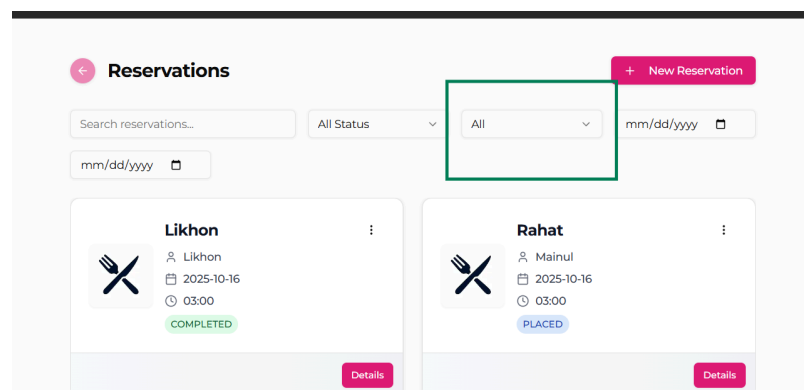 Reservations
+ New Reservation
Search reservations...
All Status
All
mm/dd/yyyy
mm/dd/yyyy
Likhon
Likhon
2025-10-16
03:00
COMPLETED
Details
Rahat
Mainul
2025-10-16
03:00
PLACED
Details